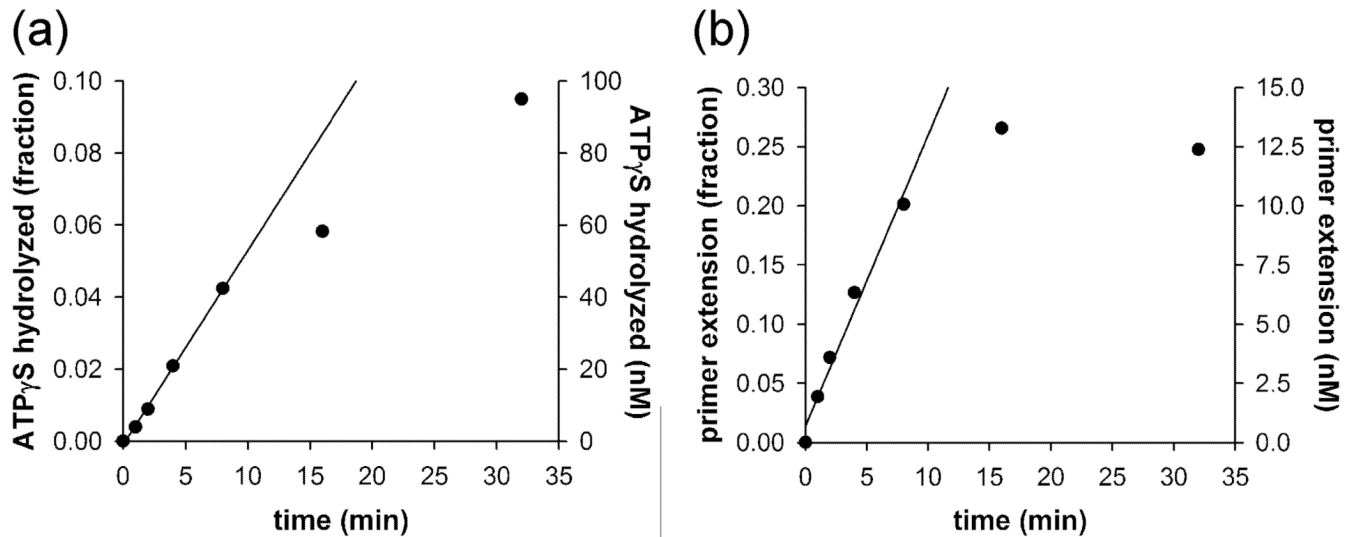 (a)
ATPγS hydrolyzed (fraction)
0.10
0.08
0.06
0.04
0.02
0.00
100
80
60
40
20
0
ATPγS hydrolyzed (nM)
0 5 10 15 20 25 30 35
time (min)
(b)
primer extension (fraction)
0.30
0.25
0.20
0.15
0.10
0.05
0.00
15.0
12.5
10.0
7.5
5.0
2.5
0.0
primer extension (nM)
0 5 10 15 20 25 30 35
time (min)